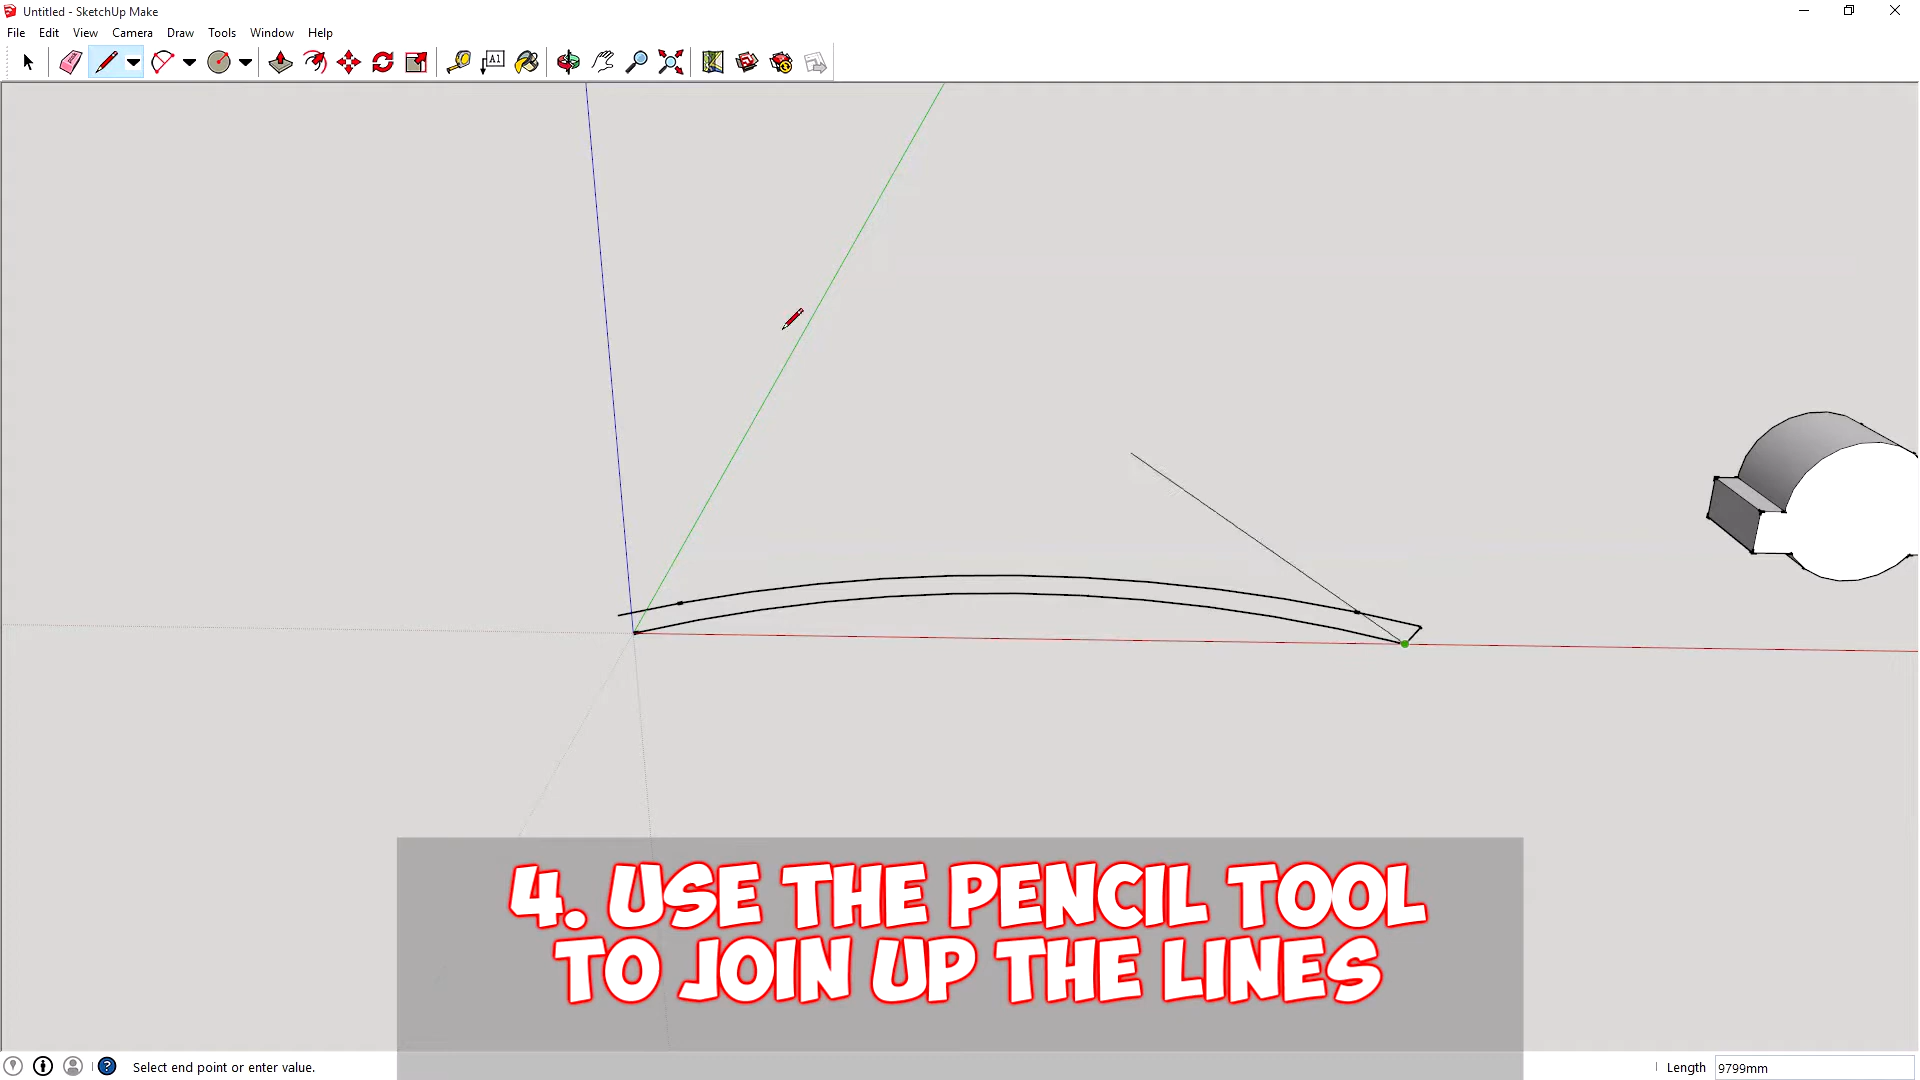 Untitled - SketchUp Make
File Edit View Camera Draw Tools Window Help
A1
4. USE THE PENCIL TOOL
TO JOIN UP THE LINES
? Select end point or enter value. Length 9799mm